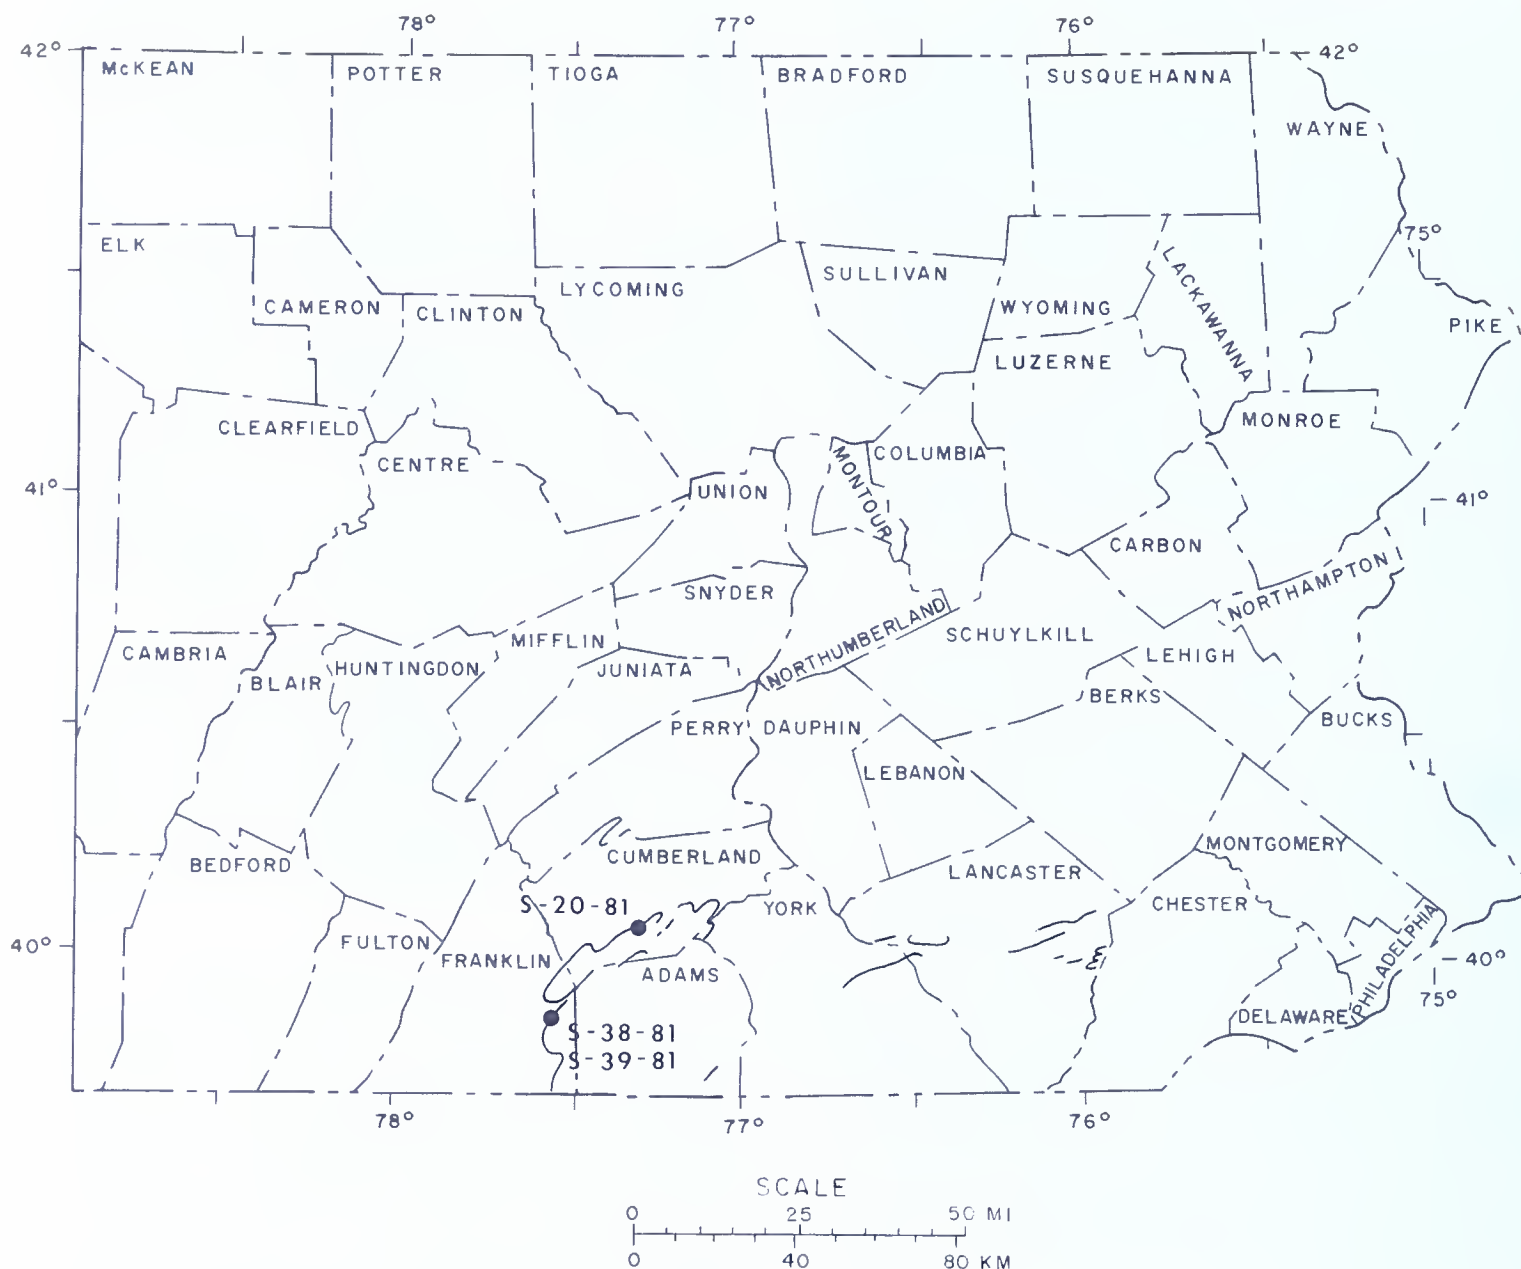 78° 77° 76°
42° 42°
McKEAN POTTER TIOGA BRADFORD SUSQUEHANNA
WAYNE
ELK 75°
SULLIVAN LACKAWANNA
LYCOMING
CAMERON CLINTON WYOMING
PIKE
LUZERNE
CLEARFIELD MONROE
CENTRE COLUMBIA
MONTOUR
41° UNION 41°
CARBON
SNYDER NORTHAMPTON
NORTHUMBERLAND
MIFFLIN SCHUYLKILL
CAMBRIA HUNTINGDON JUNIATA LEHIGH
BLAIR BERKS
PERRY DAUPHIN BUCKS
LEBANON
BEDFORD CUMBERLAND MONTGOMERY
LANCASTER
S-20-81 YORK CHESTER
40° FULTON PHILADELPHIA 40°
FRANKLIN ADAMS
75°
S-38-81 DELAWARE
S-39-81
78° 77° 76°
SCALE
0 25 50 MI
0 40 80 KM